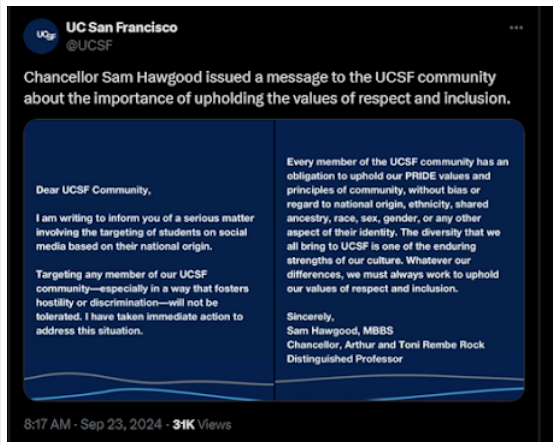 UCSF
UC San Francisco
@UCSF
Chancellor Sam Hawgood issued a message to the UCSF community
about the importance of upholding the values of respect and inclusion.
Dear UCSF Community,
I am writing to inform you of a serious matter
involving the targeting of students on social
media based on their national origin.
Targeting any member of our UCSF
community—especially in a way that fosters
hostility or discrimination—will not be
tolerated. I have taken immediate action to
address this situation.
Every member of the UCSF community has an
obligation to uphold our PRIDE values and
principles of community, without bias or
regard to national origin, ethnicity, shared
ancestry, race, sex, gender, or any other
aspect of their identity. The diversity that we
all bring to UCSF is one of the enduring
strengths of our culture. Whatever our
differences, we must always work to uphold
our values of respect and inclusion.
Sincerely,
Sam Hawgood, MBBS
Chancellor, Arthur and Toni Rembe Rock
Distinguished Professor
8:17 AM · Sep 23, 2024 · 31K Views